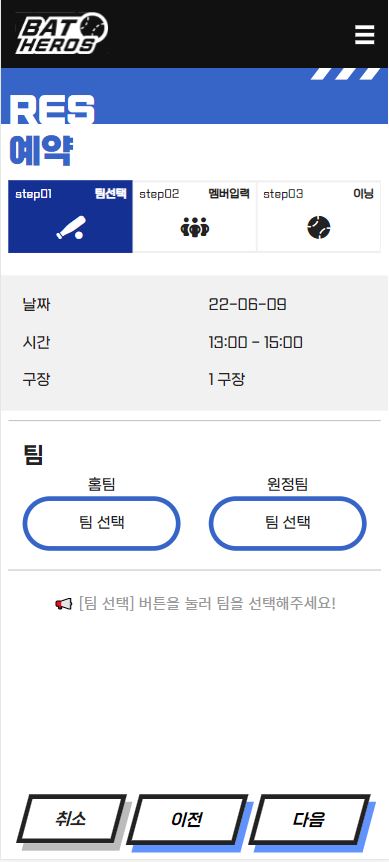 BAT
HEROS
RES
예약
step01 팀선택 step02 멤버입력 step03 이닝
날짜 22-06-09
시간 13:00 - 15:00
구장 1 구장
팀
홈팀 원정팀
팀 선택 팀 선택
[팀 선택] 버튼을 눌러 팀을 선택해주세요!
취소 이전 다음